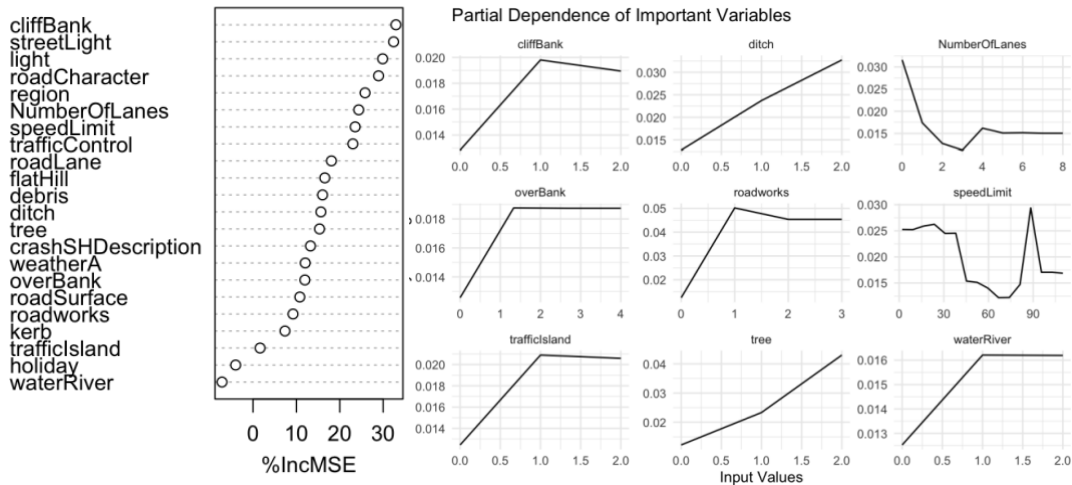 cliffBank
streetLight
light
roadCharacter
region
NumberOfLanes
speedLimit
trafficControl
roadLane
flatHill
debris
ditch
tree
crashSHDescription
weatherA
overBank
roadSurface
roadworks
kerb
trafficIsland
holiday
waterRiver
0 10 20 30
%IncMSE
Partial Dependence of Important Variables
cliffBank
0.020
0.018
0.016
0.014
0.0 0.5 1.0 1.5 2.0
ditch
0.030
0.025
0.020
0.015
0.0 0.5 1.0 1.5 2.0
NumberOfLanes
0.030
0.025
0.020
0.015
0 2 4 6 8
overBank
0.018
0.016
0.014
0 1 2 3 4
roadworks
0.05
0.04
0.03
0.02
0 1 2 3
speedLimit
0.030
0.025
0.020
0.015
0 30 60 90
trafficIsland
0.020
0.018
0.016
0.014
0.0 0.5 1.0 1.5 2.0
tree
0.04
0.02
0.0 0.5 1.0 1.5 2.0
waterRiver
0.016
0.015
0.014
0.013
0.0 0.5 1.0 1.5 2.0
Input Values